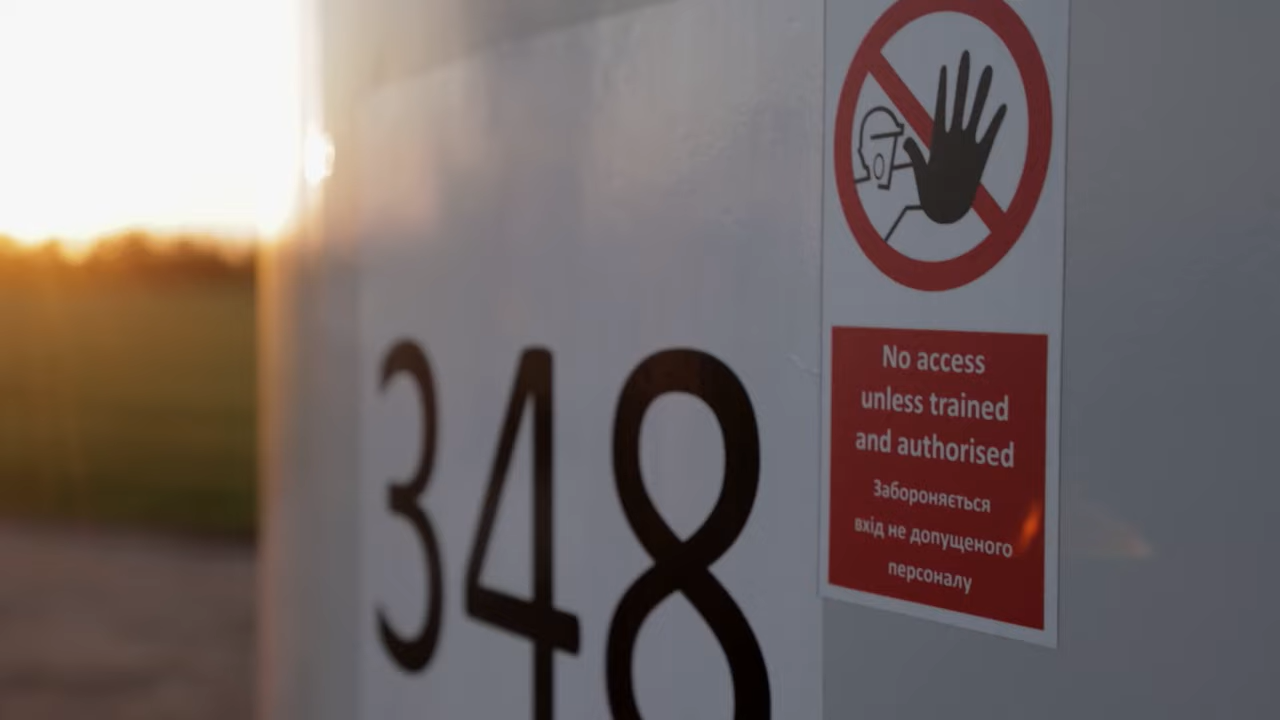 348
No access
unless trained
and authorised
Забороняється
вхід не допущеного
персоналу